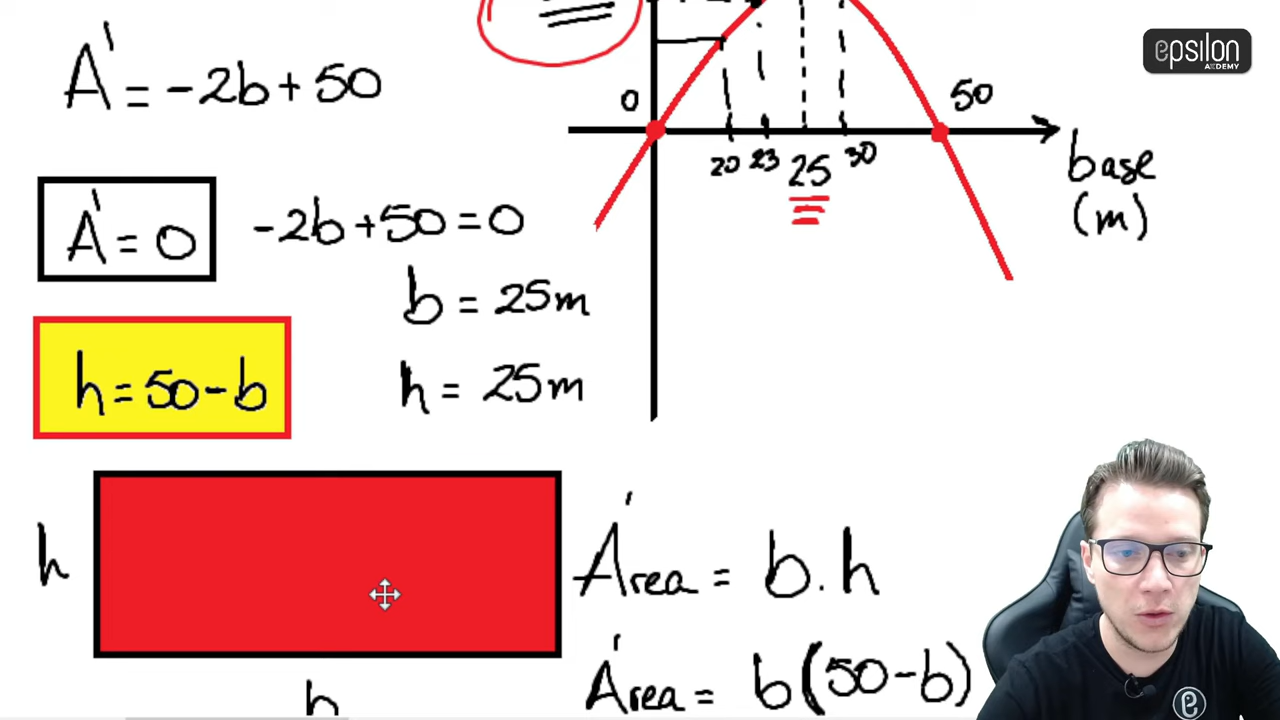 epsilon
ACADEMY
A' = -2b + 50
0
50
20 23 25 30
base
(m)
A' = 0
-2b + 50 = 0
b = 25m
h = 50 - b
h = 25m
h
Área = b . h
Área = b(50 - b)